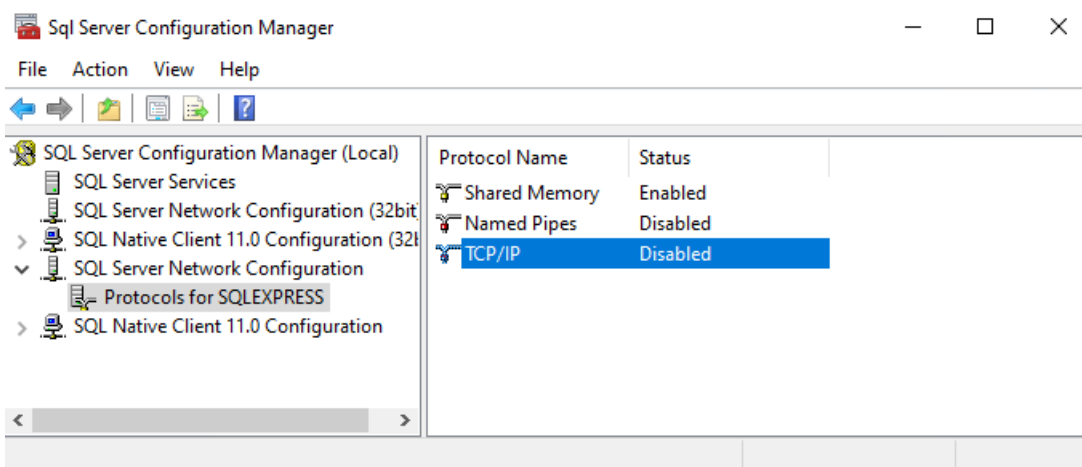 Sql Server Configuration Manager
File Action View Help
SQL Server Configuration Manager (Local)
SQL Server Services
SQL Server Network Configuration (32bit
SQL Native Client 11.0 Configuration (32
SQL Server Network Configuration
Protocols for SQLEXPRESS
SQL Native Client 11.0 Configuration
Protocol Name Status
Shared Memory Enabled
Named Pipes Disabled
TCP/IP Disabled